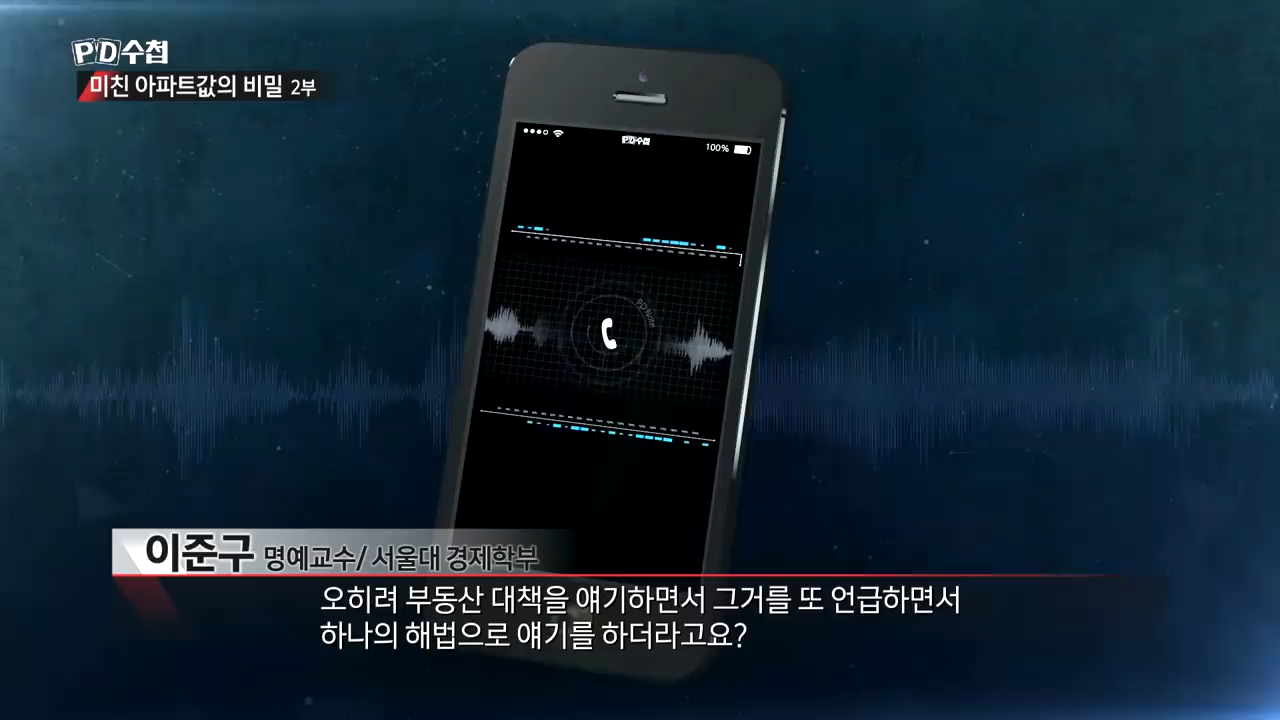 PD수첩
미친 아파트값의 비밀 2부
PD수첩
100%
PD Note
이준구 명예교수/ 서울대 경제학부
오히려 부동산 대책을 얘기하면서 그거를 또 언급하면서
하나의 해법으로 얘기를 하더라고요?